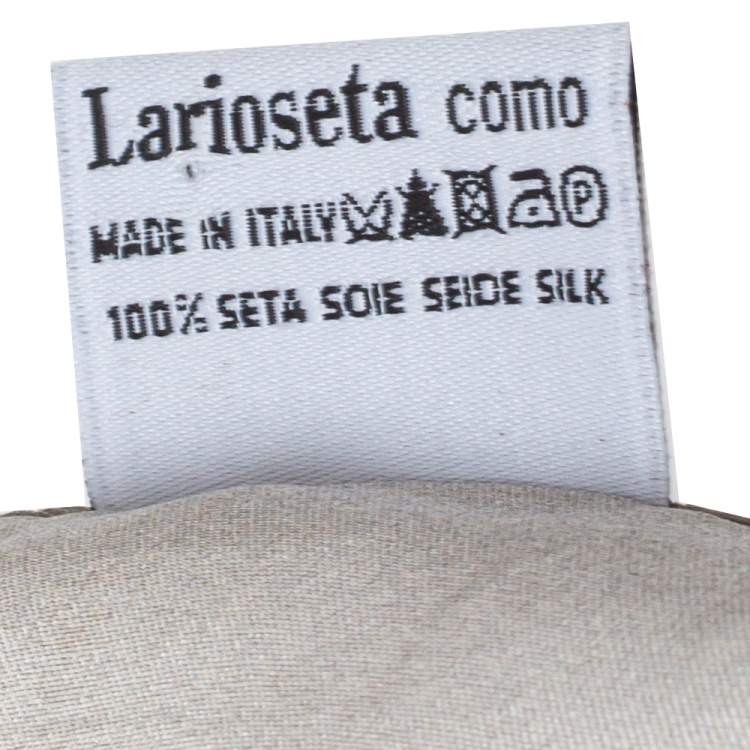 Larioseta como
MADE IN ITALY P
100% SETA SOIE SEIDE SILK